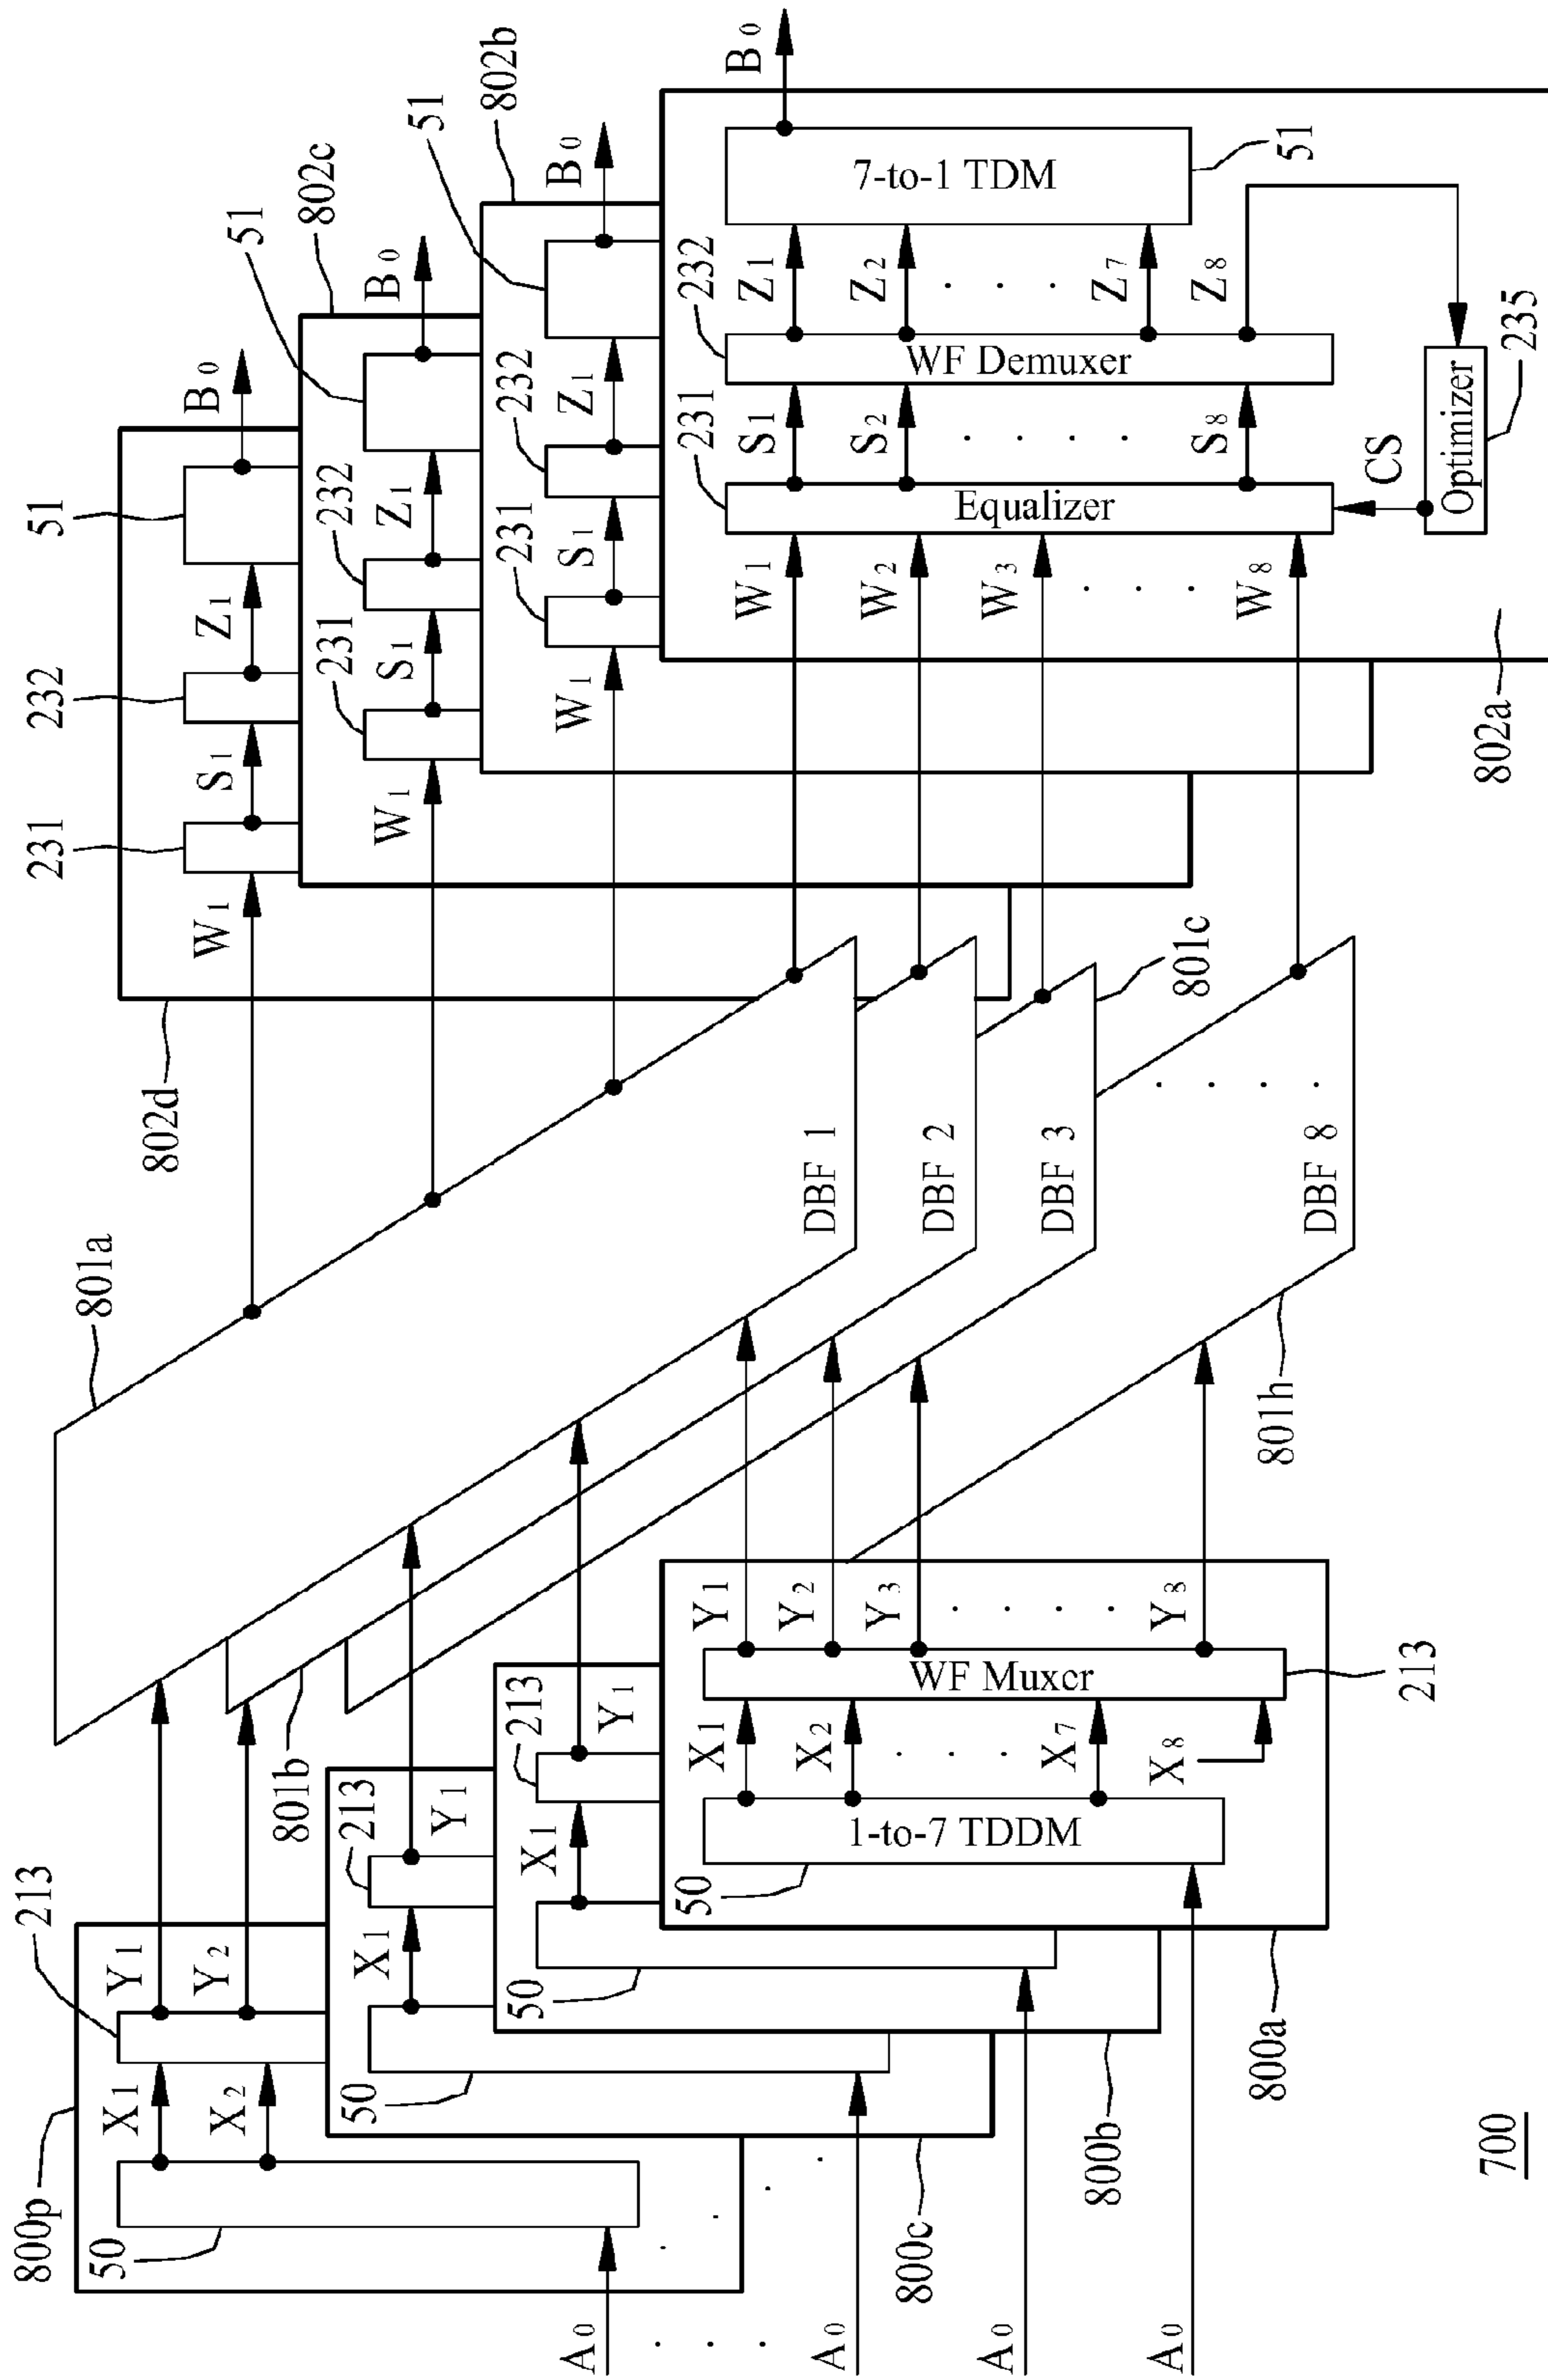 A0
A0
A0
A0
. . .
800p
50
X1
X2
213
Y1
Y2
800c
50
X1
213
Y1
800b
50
X1
213
Y1
800a
50
1-to-7 TDDM
X1
X2
. . .
X7
X8
WF Muxer
213
Y1
Y2
Y3
. . . .
Y8
801a
801b
801c
801h
DBF 1
DBF 2
DBF 3
. . . .
DBF 8
802d
W1
231
S1
232
Z1
51
B0
802c
W1
231
S1
232
Z1
51
B0
802b
W1
231
S1
232
Z1
51
B0
802a
W1
W2
W3
. . .
W8
231
Equalizer
S1
S2
. . . .
S8
232
WF Demuxer
Z1
Z2
. . .
Z7
Z8
7-to-1 TDM
51
B0
CS
Optimizer
235
700